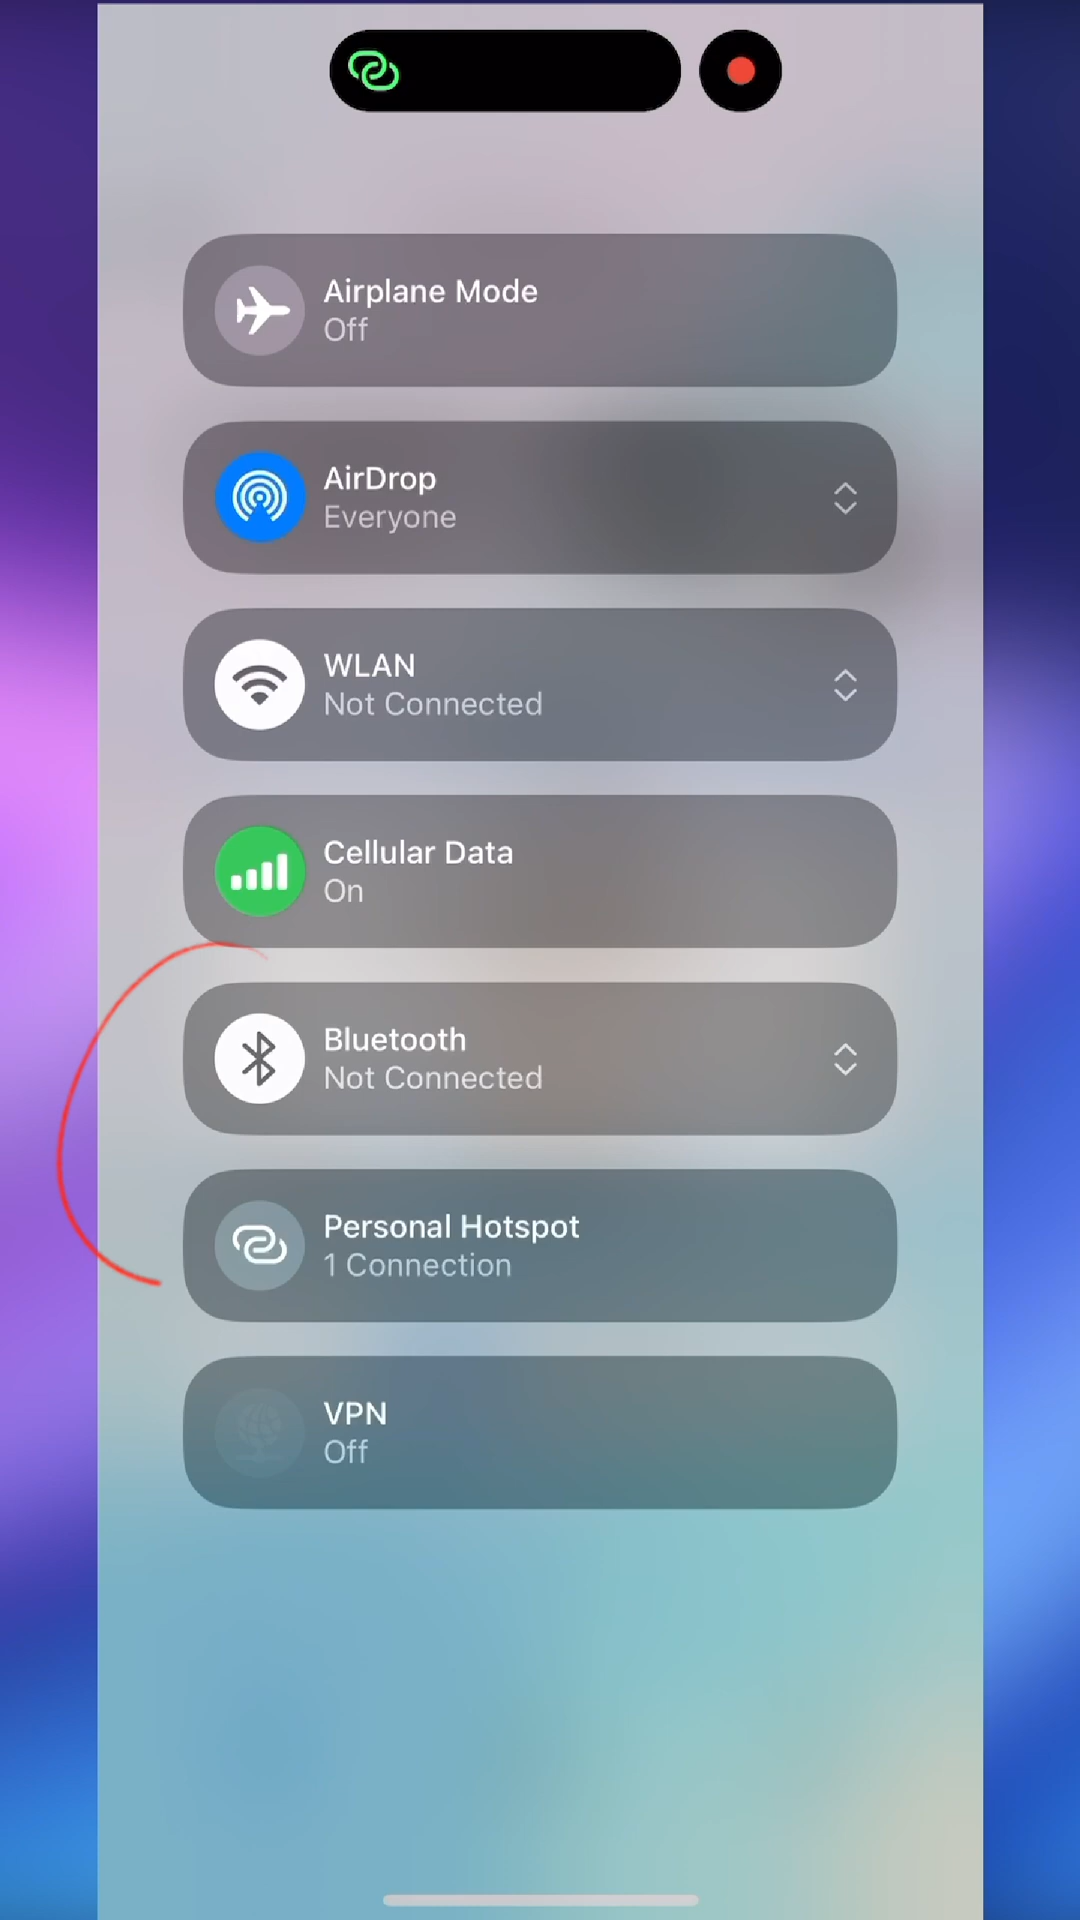 Airplane Mode
Off
AirDrop
Everyone
WLAN
Not Connected
Cellular Data
On
Bluetooth
Not Connected
Personal Hotspot
1 Connection
VPN
Off